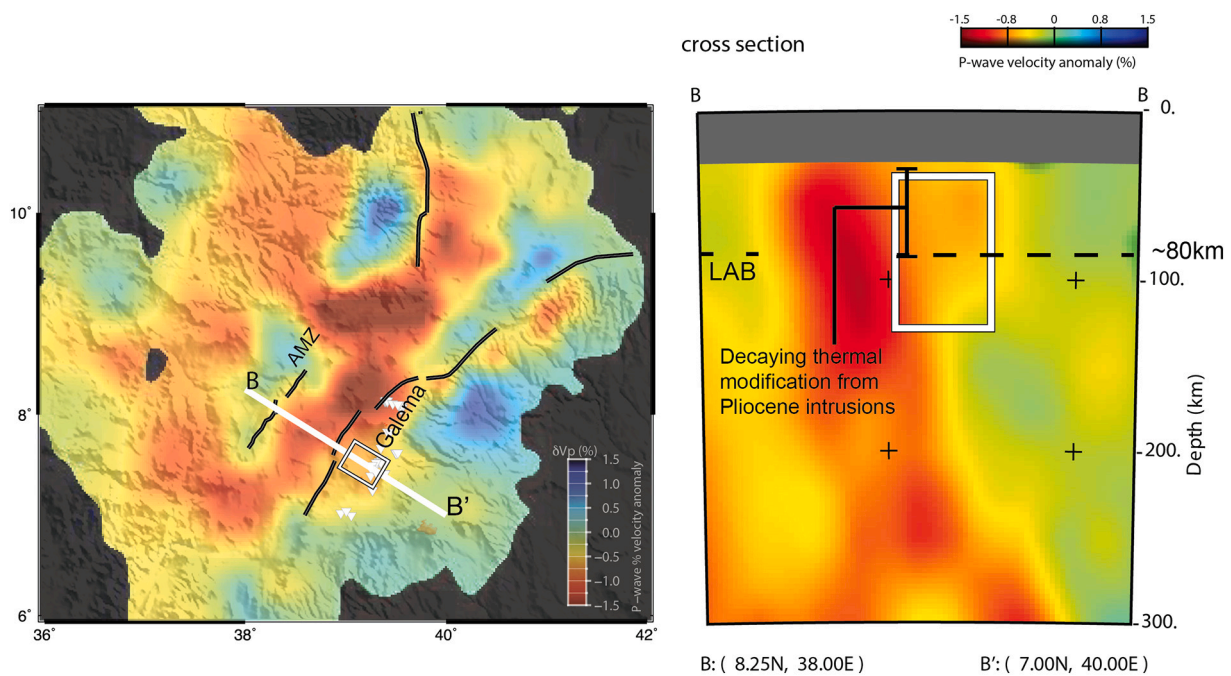 10˚
8˚
6˚
36˚
38˚
40˚
42˚
AMZ
B
Galema
B’
δVp (%)
1.5
1.0
0.5
0.0
−0.5
−1.0
−1.5
P−wave % velocity anomaly
cross section
-1.5 -0.8 0 0.8 1.5
P-wave velocity anomaly (%)
B B
0.
~80km
LAB
100.
Decaying thermal
modification from
Pliocene intrusions
200.
Depth (km)
300.
B: ( 8.25N, 38.00E ) B’: ( 7.00N, 40.00E )